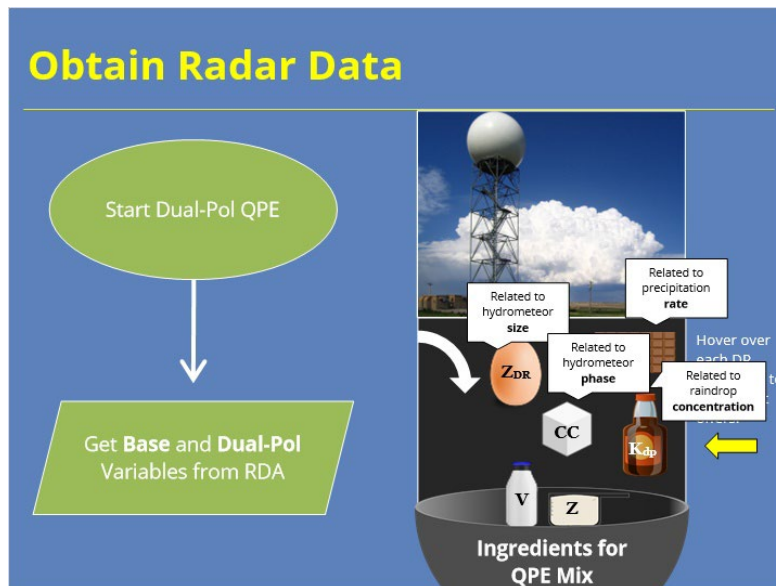 Obtain Radar Data
Start Dual-Pol QPE
Get Base and Dual-Pol
Variables from RDA
Related to
precipitation
rate
Related to
hydrometeor
size
Related to
hydrometeor
phase
Related to
raindrop
concentration
Hover over
each DP
ZDR
CC
Kdp
V
Z
Ingredients for
QPE Mix